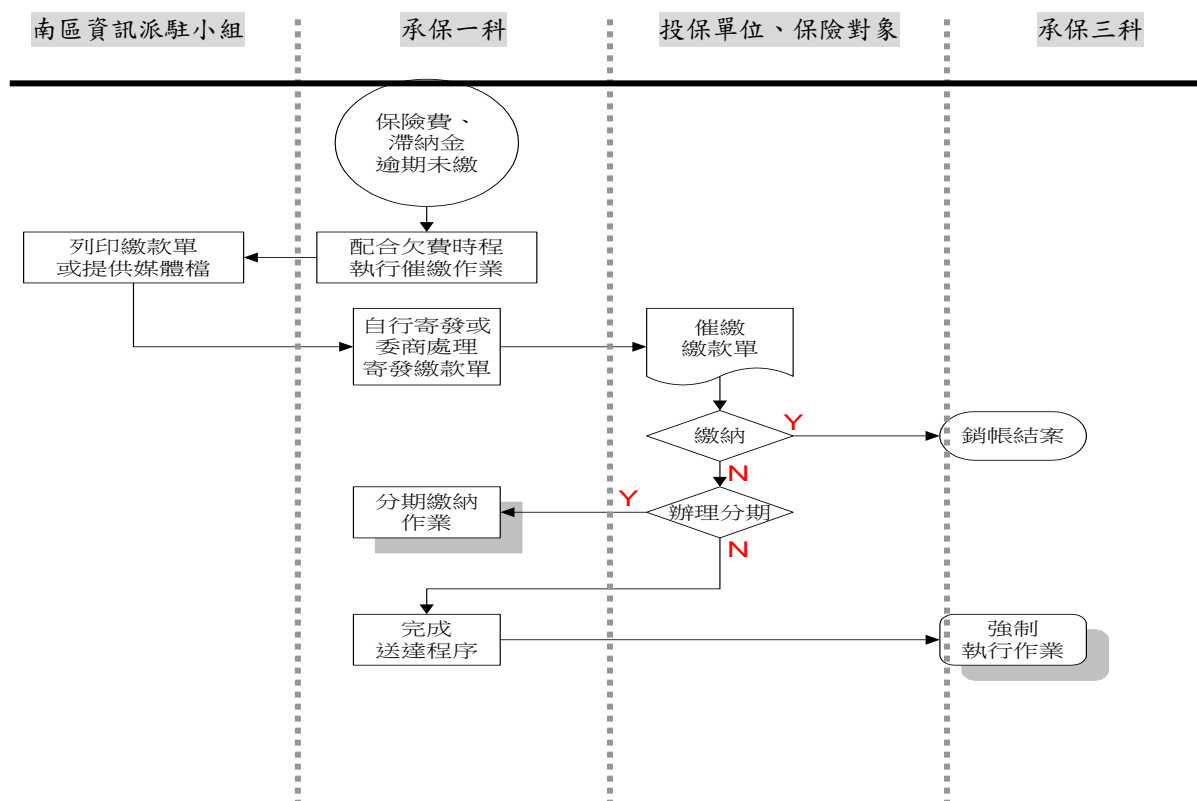 南區資訊派駐小組
承保一科
投保單位、保險對象
承保三科
保險費、
滯納金
逾期未繳
列印繳款單
或提供媒體檔
配合欠費時程
執行催繳作業
自行寄發或
委商處理
寄發繳款單
催繳
繳款單
繳納
Y
銷帳結案
N
分期繳納
作業
Y
辦理分期
N
完成
送達程序
強制
執行作業